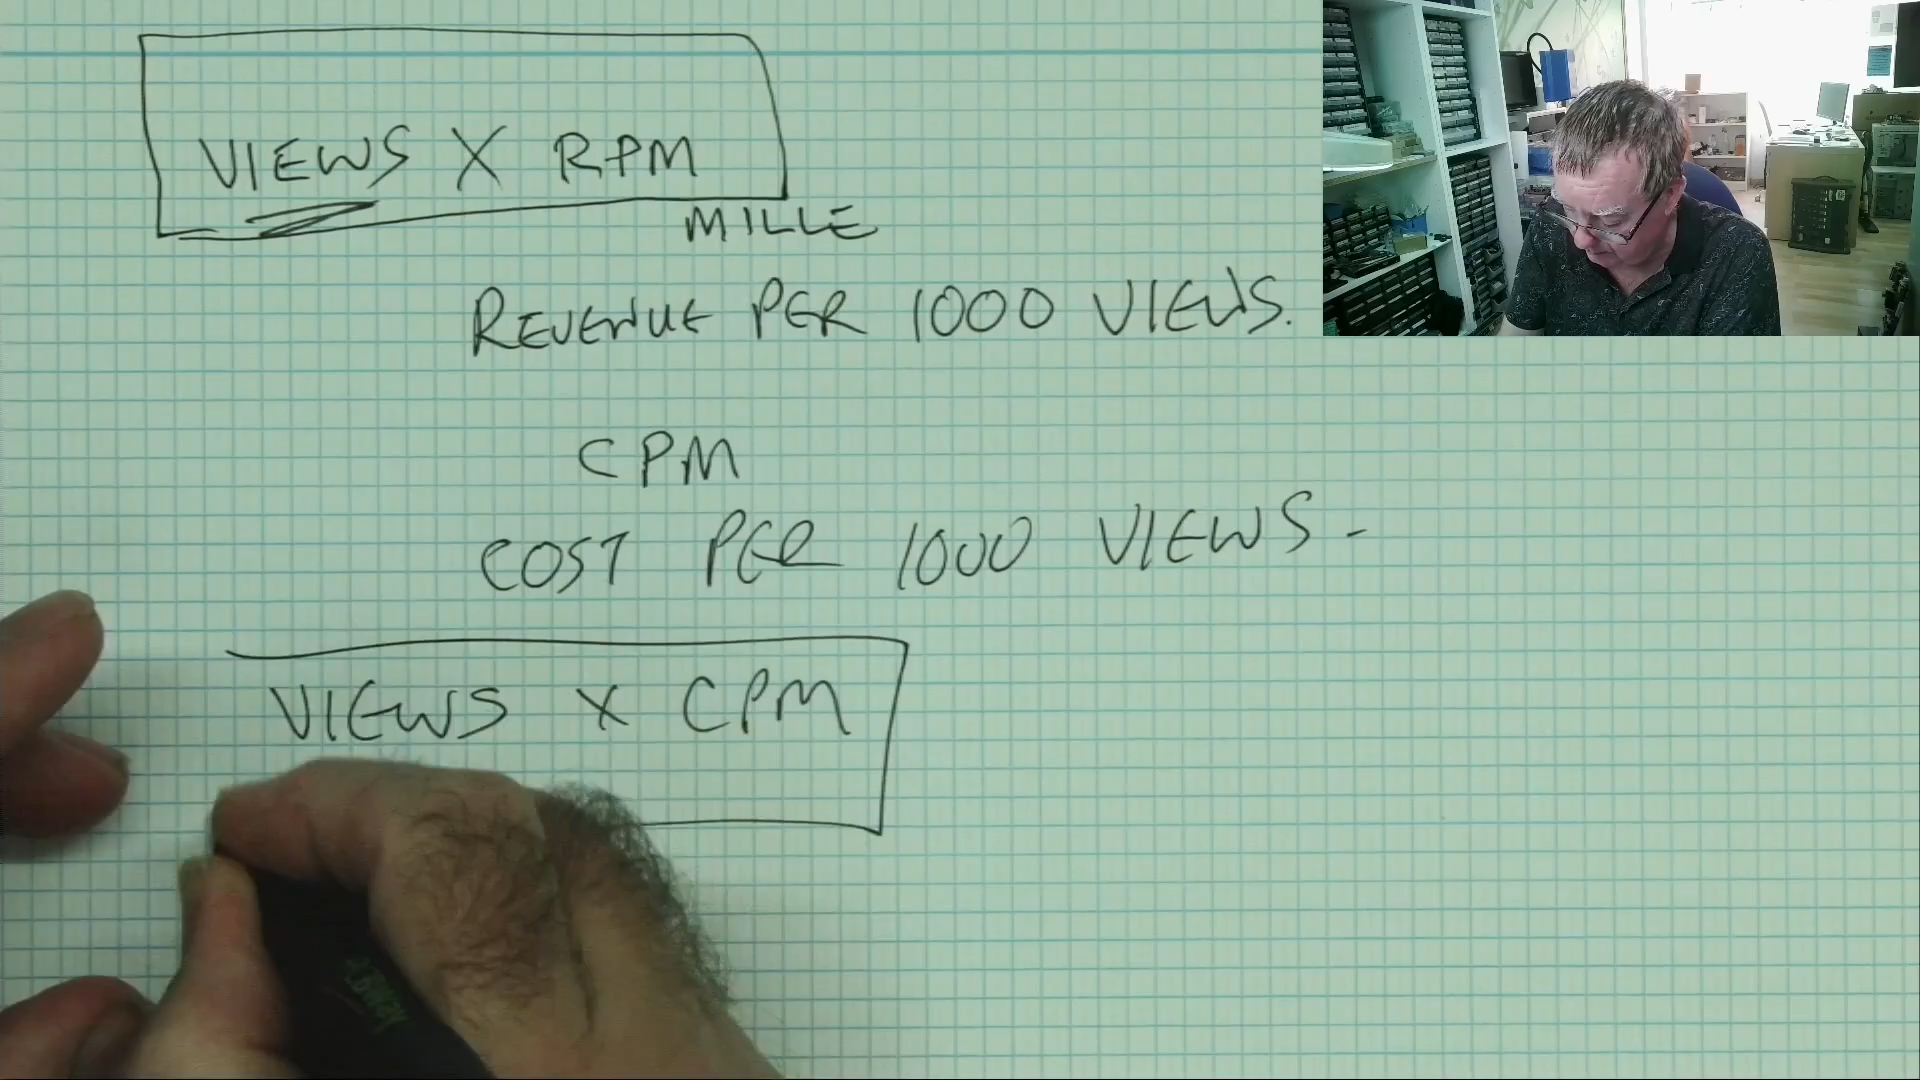 VIEWS X RPM
MILLE
REVENUE PER 1000 VIEWS.
CPM
COST PER 1000 VIEWS -
VIEWS X CPM